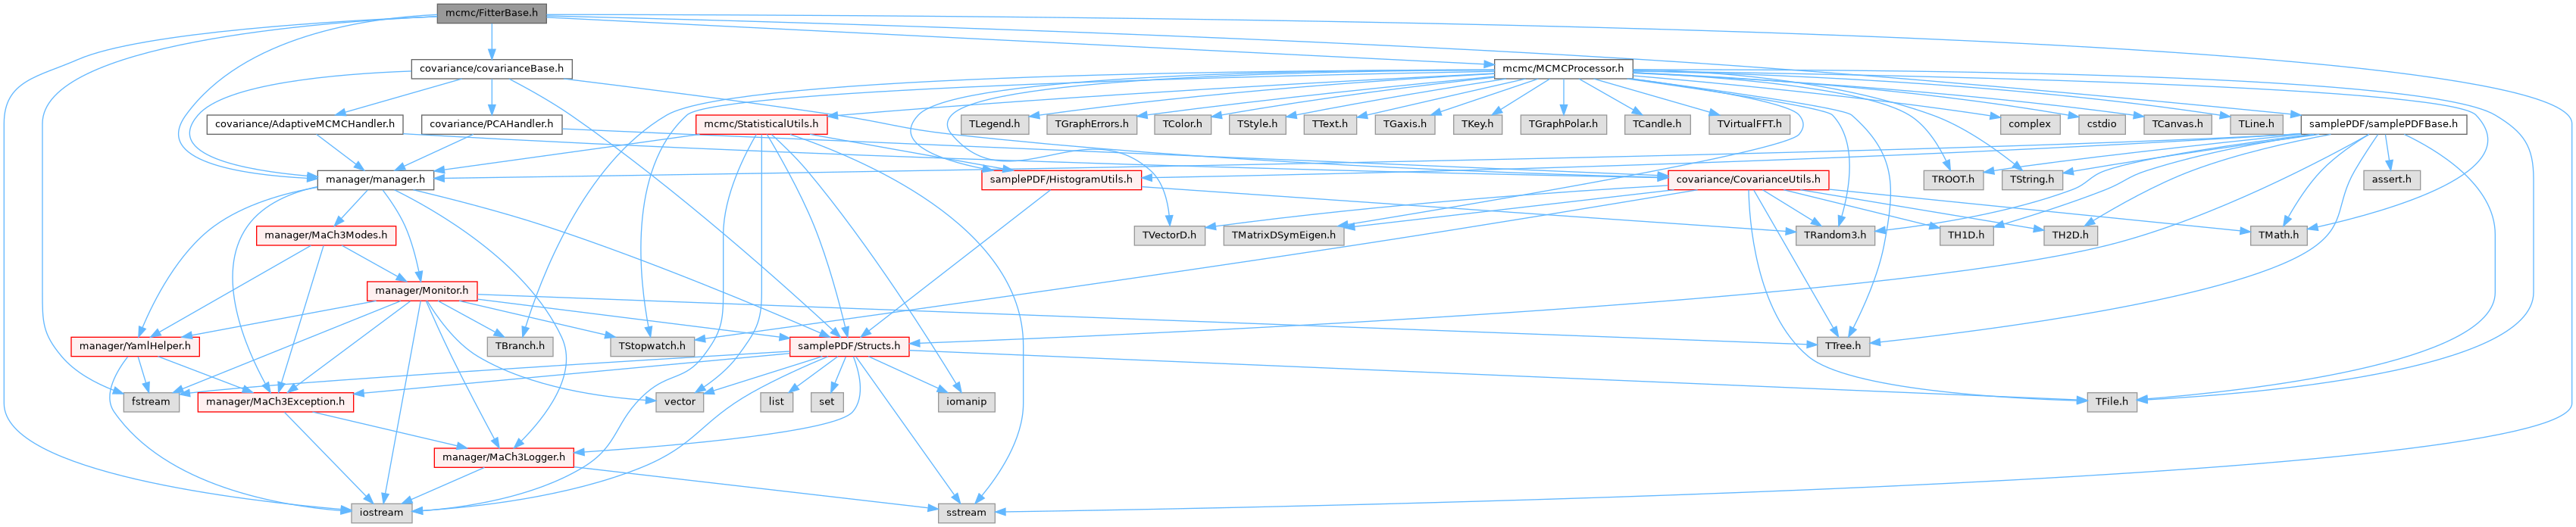 mcmc/FitterBase.h
covariance/covarianceBase.h
mcmc/MCMCProcessor.h
covariance/AdaptiveMCMCHandler.h
covariance/PCAHandler.h
mcmc/StatisticalUtils.h
TLegend.h
TGraphErrors.h
TColor.h
TStyle.h
TText.h
TGaxis.h
TKey.h
TGraphPolar.h
TCandle.h
TVirtualFFT.h
complex
cstdio
TCanvas.h
TLine.h
samplePDF/samplePDFBase.h
manager/manager.h
samplePDF/HistogramUtils.h
covariance/CovarianceUtils.h
TROOT.h
TString.h
assert.h
manager/MaCh3Modes.h
TVectorD.h
TMatrixDSymEigen.h
TRandom3.h
TH1D.h
TH2D.h
TMath.h
manager/Monitor.h
manager/YamlHelper.h
TBranch.h
TStopwatch.h
samplePDF/Structs.h
TTree.h
fstream
manager/MaCh3Exception.h
vector
list
set
iomanip
TFile.h
manager/MaCh3Logger.h
iostream
sstream